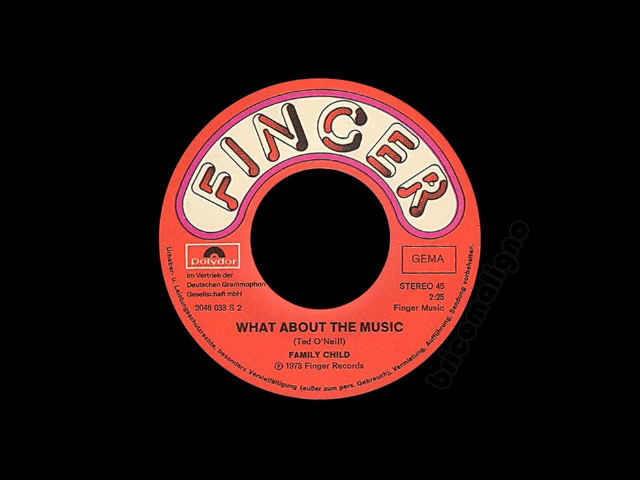 FINGER
Polydor
Im Vertrieb der
Deutschen Grammophon
Gesellschaft mbH
2046 033 S 2
GEMA
STEREO 45
2:25
Finger Music
WHAT ABOUT THE MUSIC
(Ted O'Neill)
FAMILY CHILD
Ⓟ 1973 Finger Records
Urheber- u. Leistungsschutzrechte, besonders Vervielfältigung (außer zum pers. Gebrauch), Vermietung, Aufführung, Sendung vorbehalten.
bricomaligno